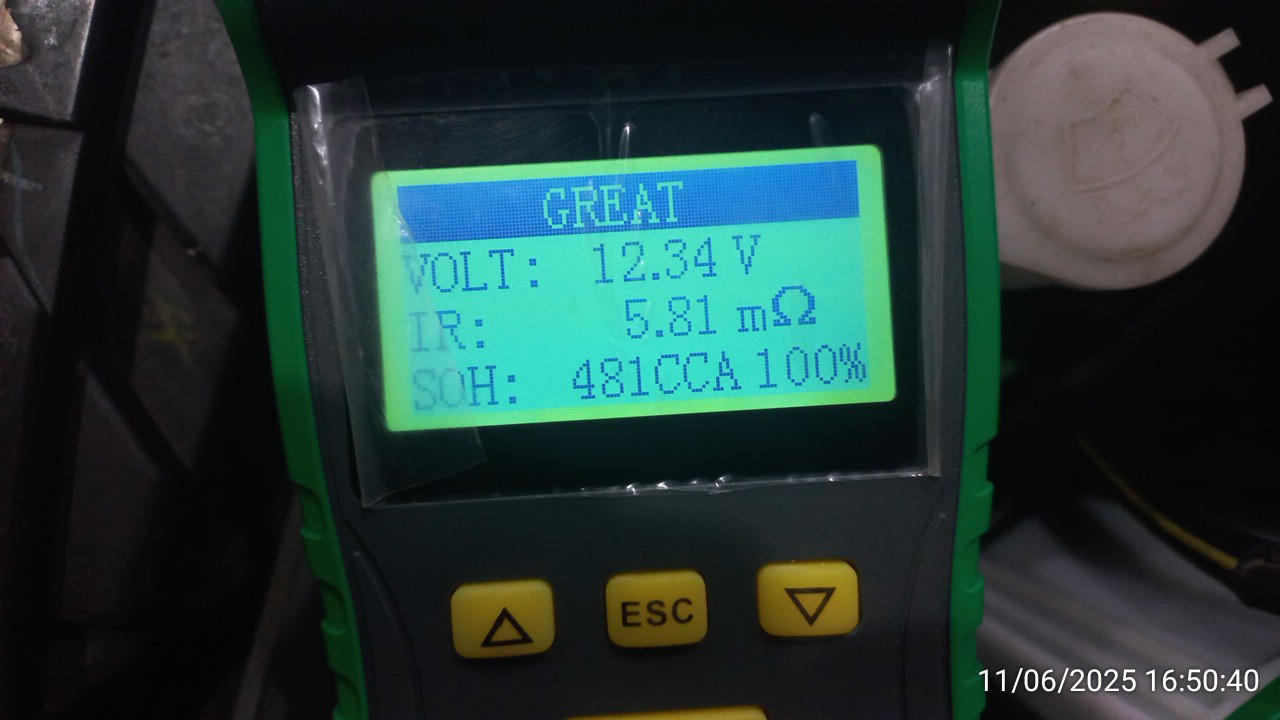 GREAT
VOLT: 12.34 V
IR: 5.81 mΩ
SOH: 481CCA 100%
ESC
11/06/2025 16:50:40